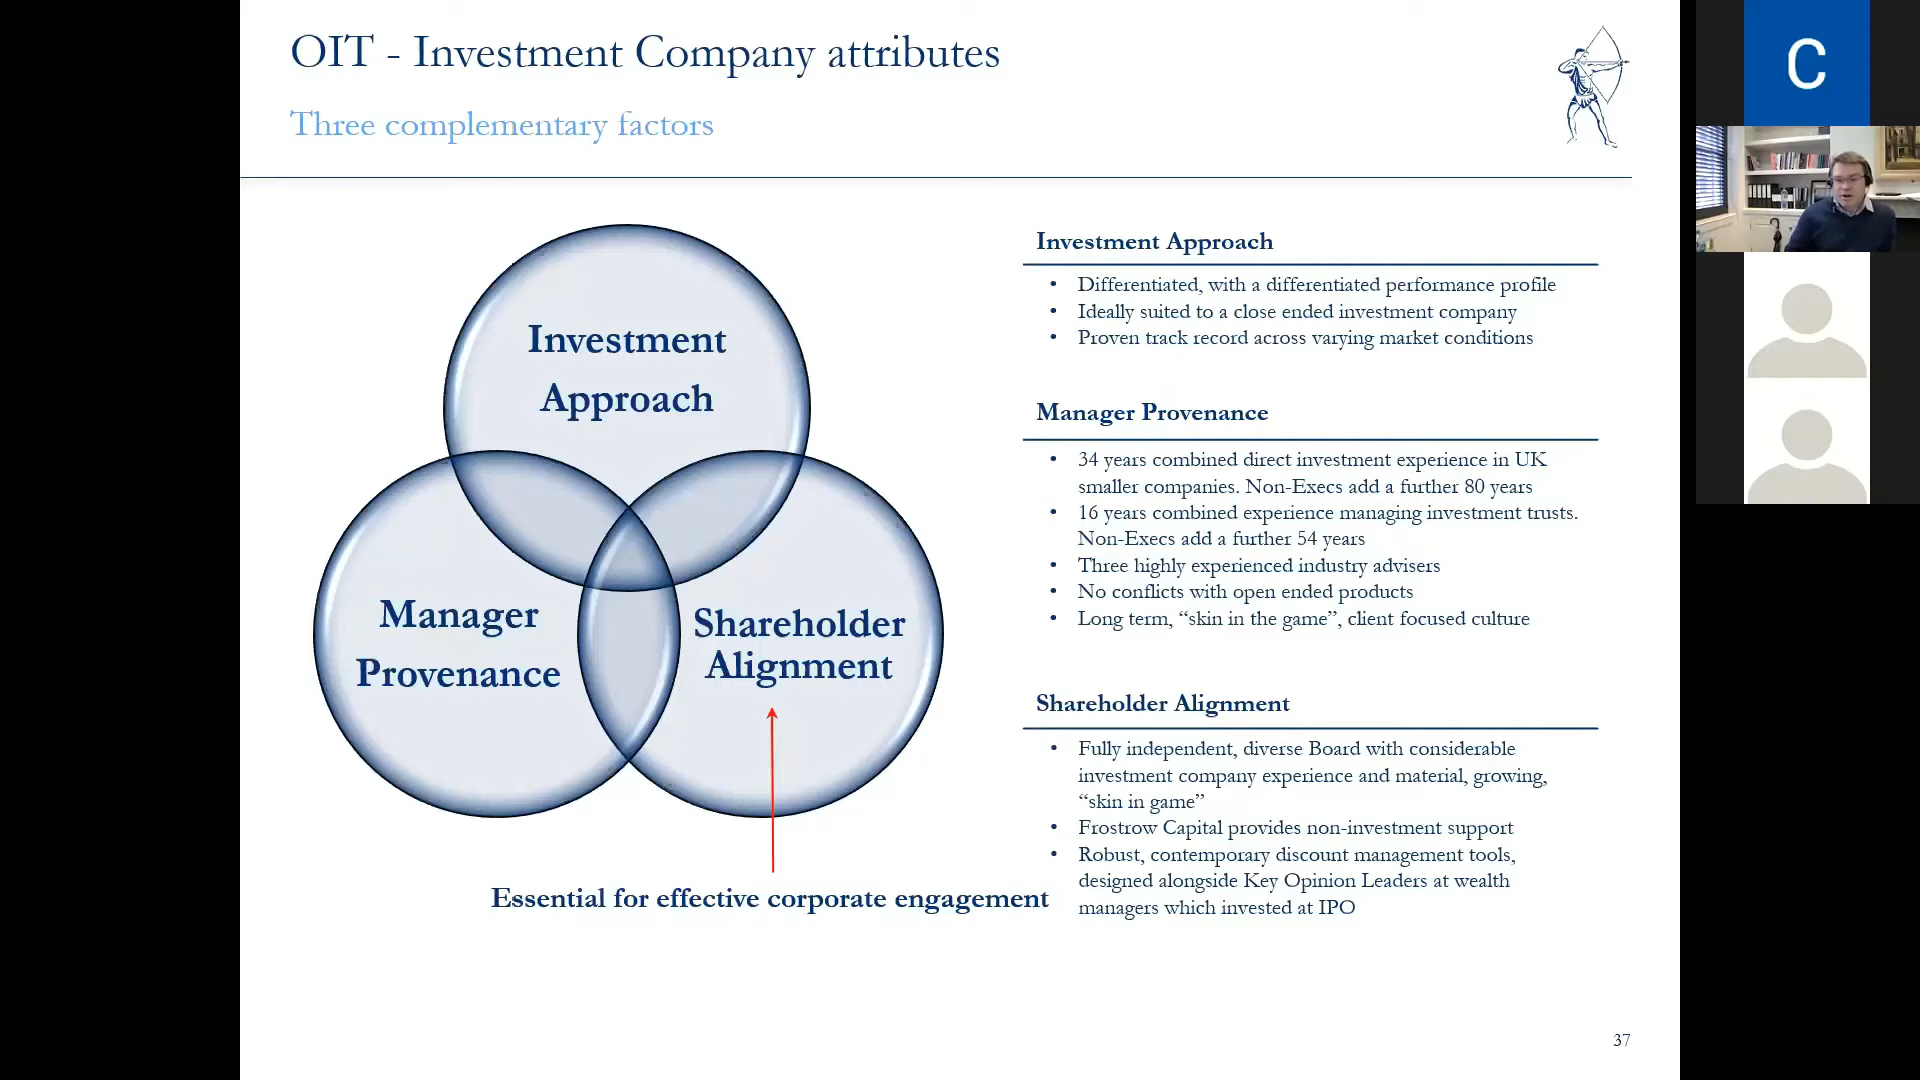 OIT - Investment Company attributes
Three complementary factors
Investment
Approach
Manager
Provenance
Shareholder
Alignment
Essential for effective corporate engagement
Investment Approach
• Differentiated, with a differentiated performance profile
• Ideally suited to a close ended investment company
• Proven track record across varying market conditions
Manager Provenance
• 34 years combined direct investment experience in UK
smaller companies. Non-Execs add a further 80 years
• 16 years combined experience managing investment trusts.
Non-Execs add a further 54 years
• Three highly experienced industry advisers
• No conflicts with open ended products
• Long term, “skin in the game”, client focused culture
Shareholder Alignment
• Fully independent, diverse Board with considerable
investment company experience and material, growing,
“skin in game”
• Frostrow Capital provides non-investment support
• Robust, contemporary discount management tools,
designed alongside Key Opinion Leaders at wealth
managers which invested at IPO
37
C